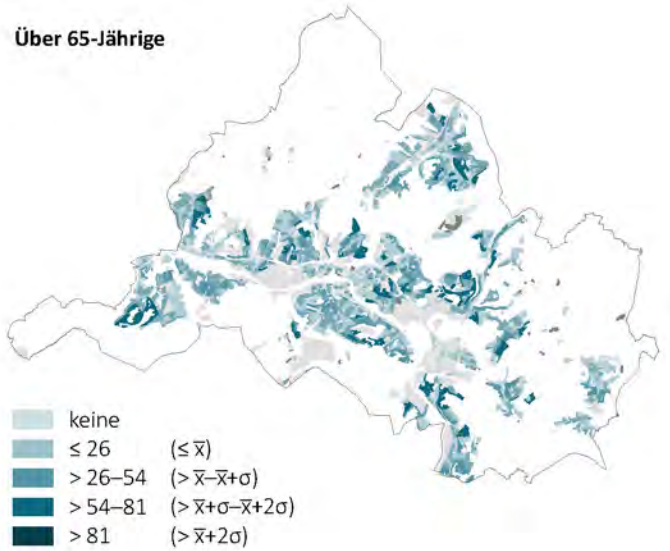 Über 65-Jährige
keine
≤ 26 (≤ x̅)
> 26–54 (> x̅–x̅+σ)
> 54–81 (> x̅+σ–x̅+2σ)
> 81 (> x̅+2σ)